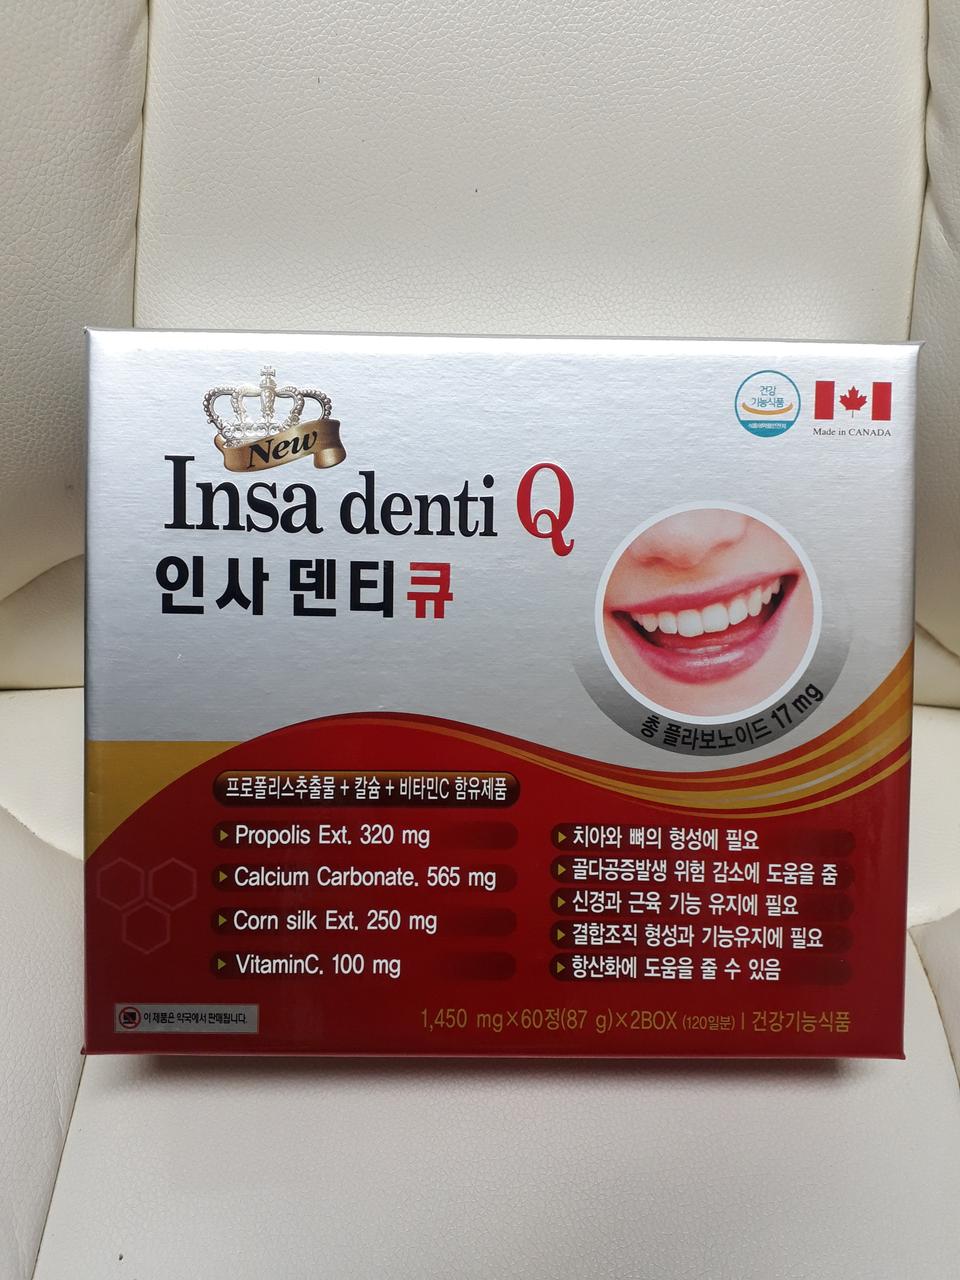 New
Insa denti Q
인사 덴티큐
건강
기능식품
식품의약품안전처
Made in CANADA
총 플라보노이드 17 mg
프로폴리스추출물 + 칼슘 + 비타민C 함유제품
Propolis Ext. 320 mg
Calcium Carbonate. 565 mg
Corn silk Ext. 250 mg
VitaminC. 100 mg
치아와 뼈의 형성에 필요
골다공증발생 위험 감소에 도움을 줌
신경과 근육 기능 유지에 필요
결합조직 형성과 기능유지에 필요
항산화에 도움을 줄 수 있음
이 제품은 약국에서 판매됩니다.
1,450 mg×60정(87 g)×2BOX (120일분) | 건강기능식품